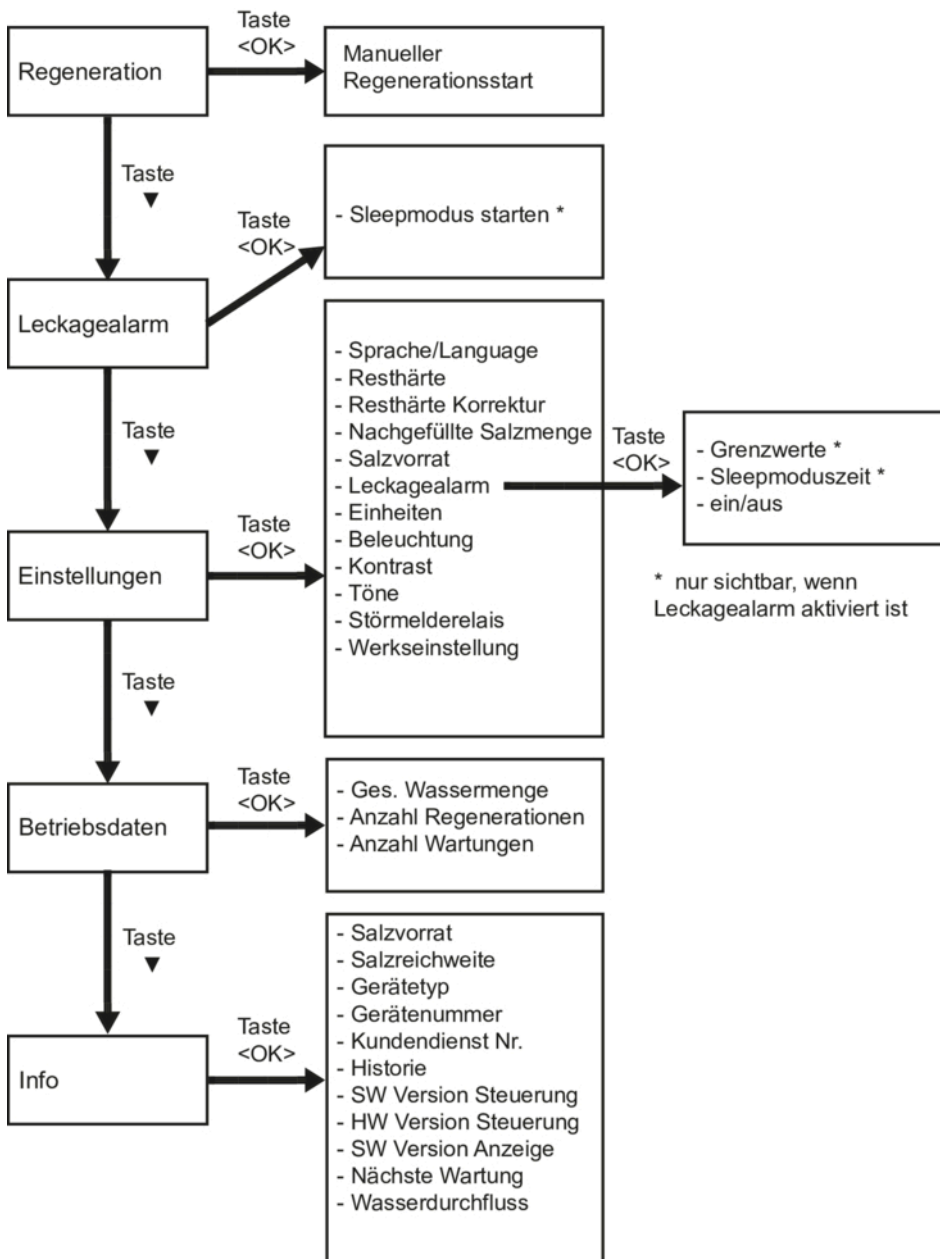 Regeneration
Taste
<OK>
Manueller
Regenerationsstart
Taste
▼
Leckagealarm
Taste
<OK>
- Sleepmodus starten *
Taste
▼
Einstellungen
Taste
<OK>
- Sprache/Language
- Resthärte
- Resthärte Korrektur
- Nachgefüllte Salzmenge
- Salzvorrat
- Leckagealarm
- Einheiten
- Beleuchtung
- Kontrast
- Töne
- Störmelderelais
- Werkseinstellung
Taste
<OK>
- Grenzwerte *
- Sleepmoduszeit *
- ein/aus
* nur sichtbar, wenn
Leckagealarm aktiviert ist
Taste
▼
Betriebsdaten
Taste
<OK>
- Ges. Wassermenge
- Anzahl Regenerationen
- Anzahl Wartungen
Taste
▼
Info
Taste
<OK>
- Salzvorrat
- Salzreichweite
- Gerätetyp
- Gerätenummer
- Kundendienst Nr.
- Historie
- SW Version Steuerung
- HW Version Steuerung
- SW Version Anzeige
- Nächste Wartung
- Wasserdurchfluss